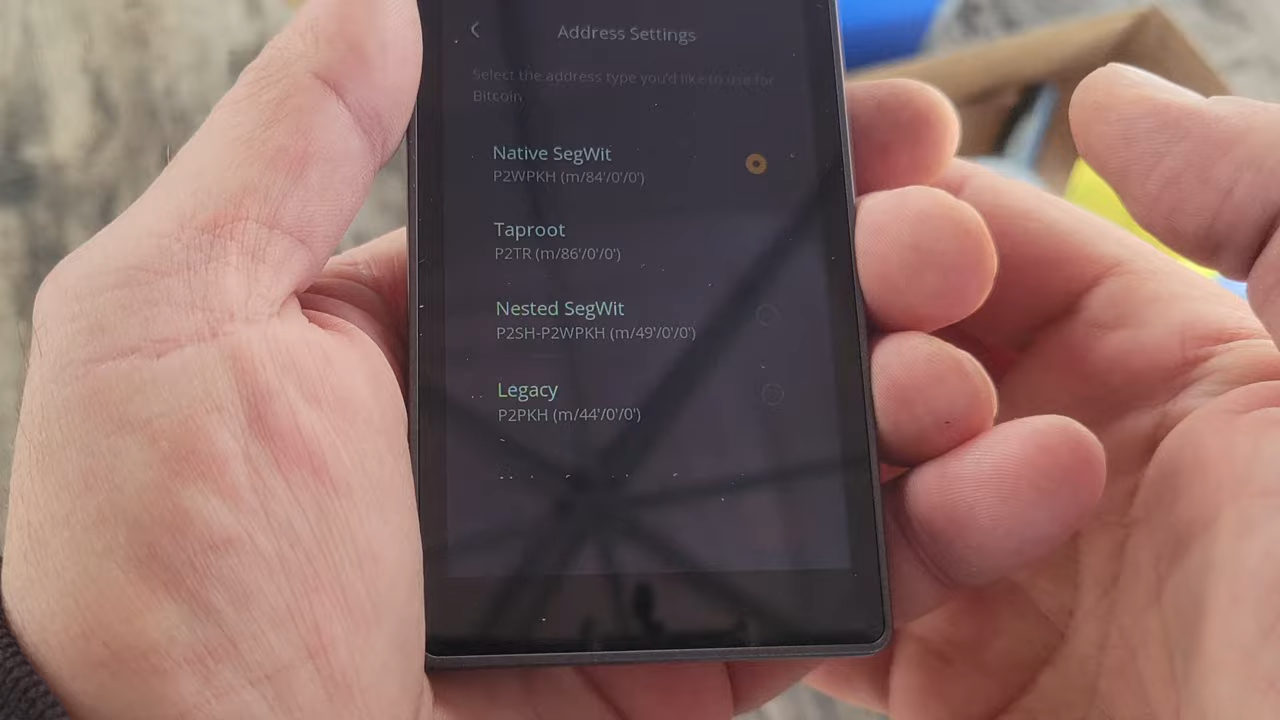 Address Settings
Select the address type you'd like to use for
Bitcoin
Native SegWit
P2WPKH (m/84'/0'/0')
Taproot
P2TR (m/86'/0'/0')
Nested SegWit
P2SH-P2WPKH (m/49'/0'/0')
Legacy
P2PKH (m/44'/0'/0')